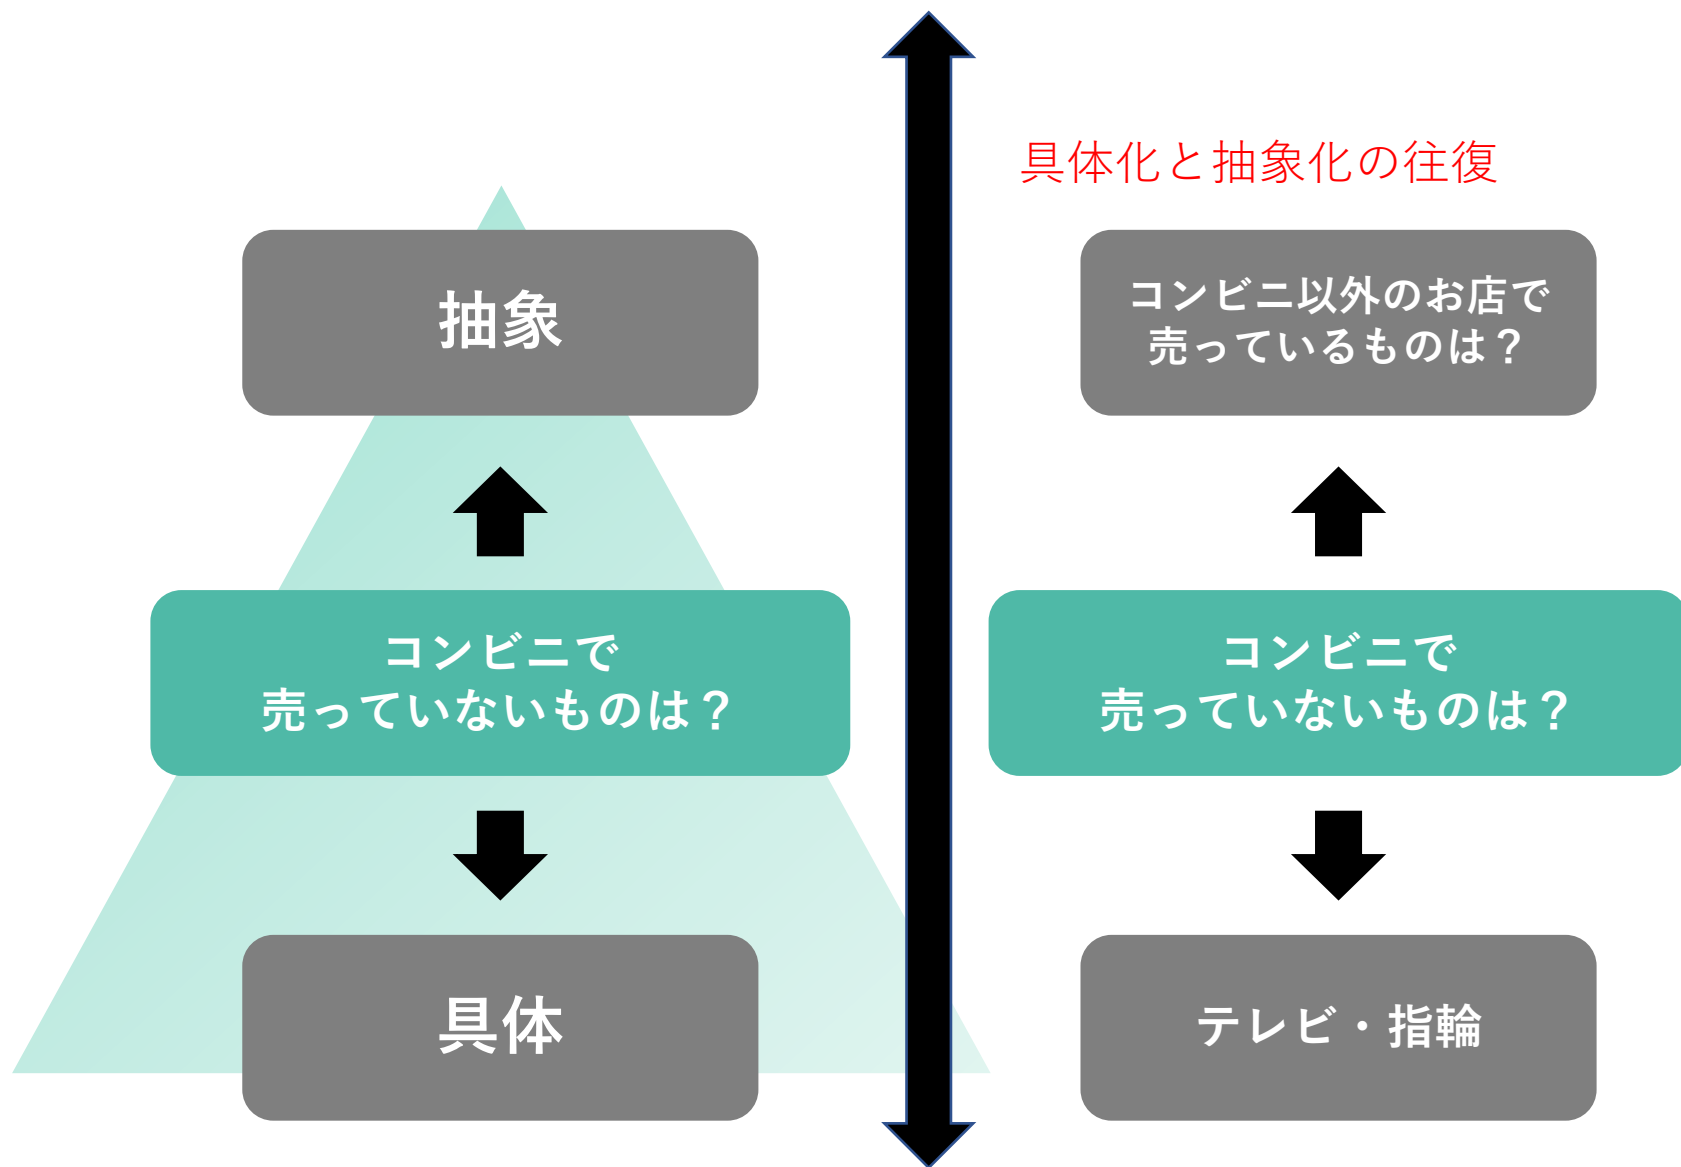 抽象
コンビニで
売っていないものは？
具体
具体化と抽象化の往復
コンビニ以外のお店で
売っているものは？
コンビニで
売っていないものは？
テレビ・指輪